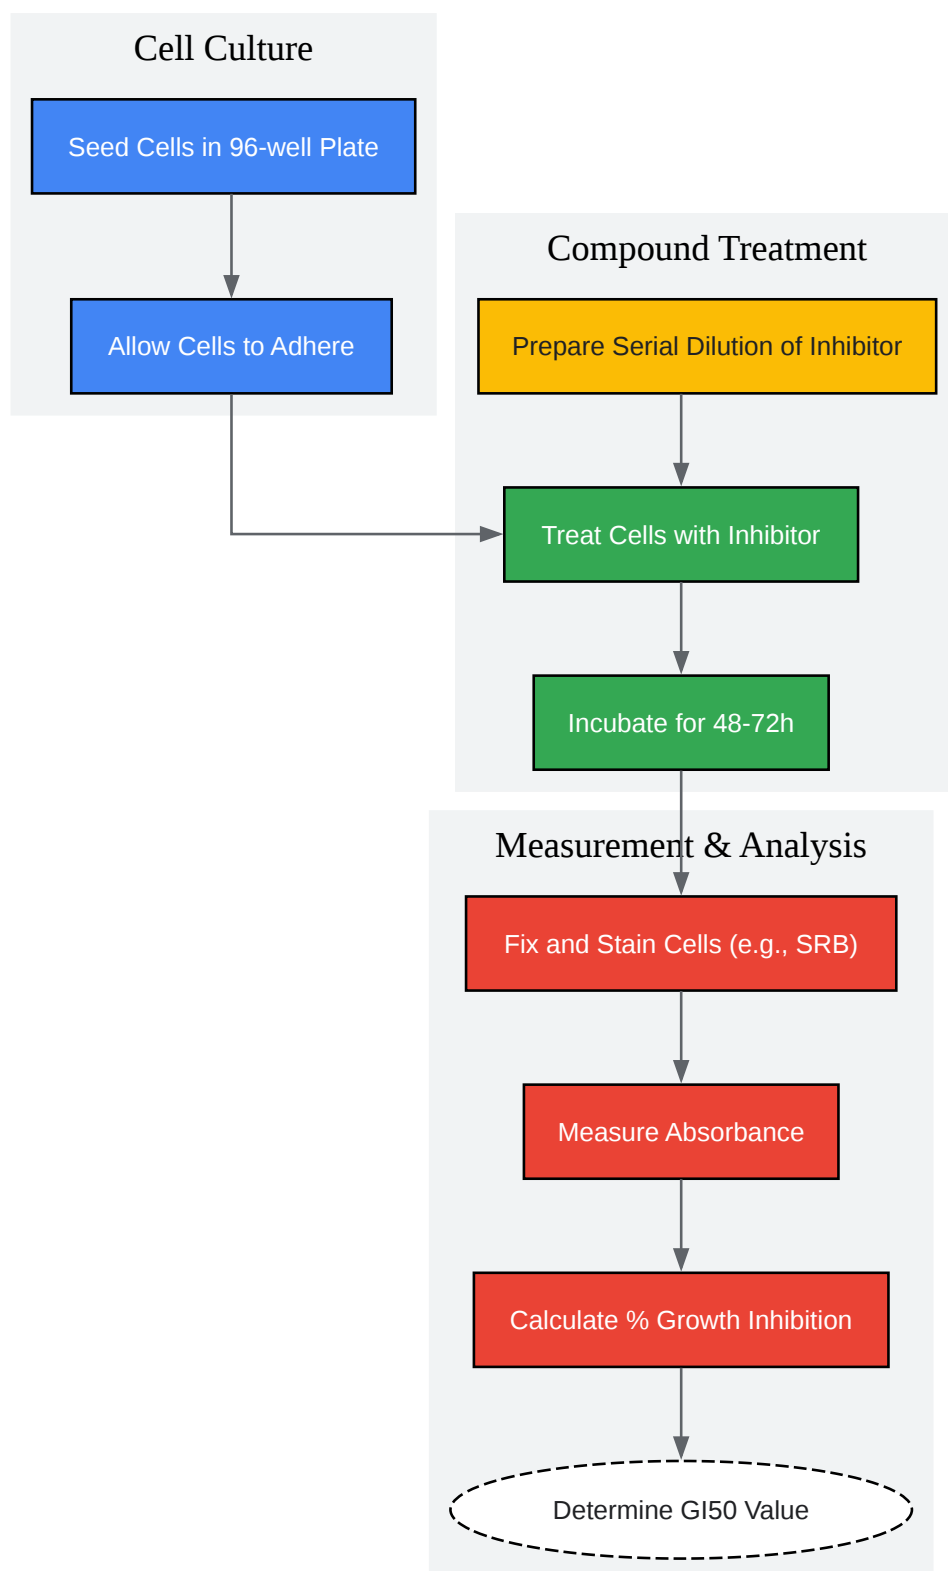 Cell Culture
Seed Cells in 96-well Plate
Allow Cells to Adhere
Compound Treatment
Prepare Serial Dilution of Inhibitor
Treat Cells with Inhibitor
Incubate for 48-72h
Measurement & Analysis
Fix and Stain Cells (e.g., SRB)
Measure Absorbance
Calculate % Growth Inhibition
Determine GI50 Value